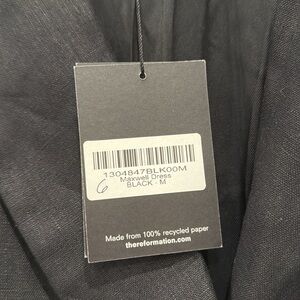 1304847BLK00M
Maxwell Dress
BLACK - M
6
Made from 100% recycled paper
thereformation.com